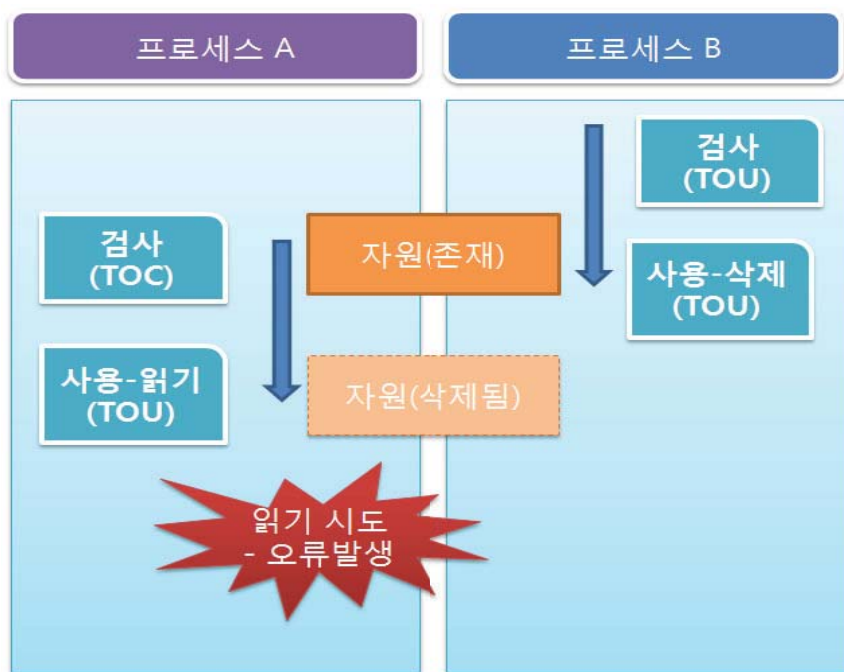 프로세스 A
프로세스 B
검사
(TOU)
검사
(TOC)
자원(존재)
사용-삭제
(TOU)
사용-읽기
(TOU)
자원(삭제됨)
읽기 시도
- 오류발생